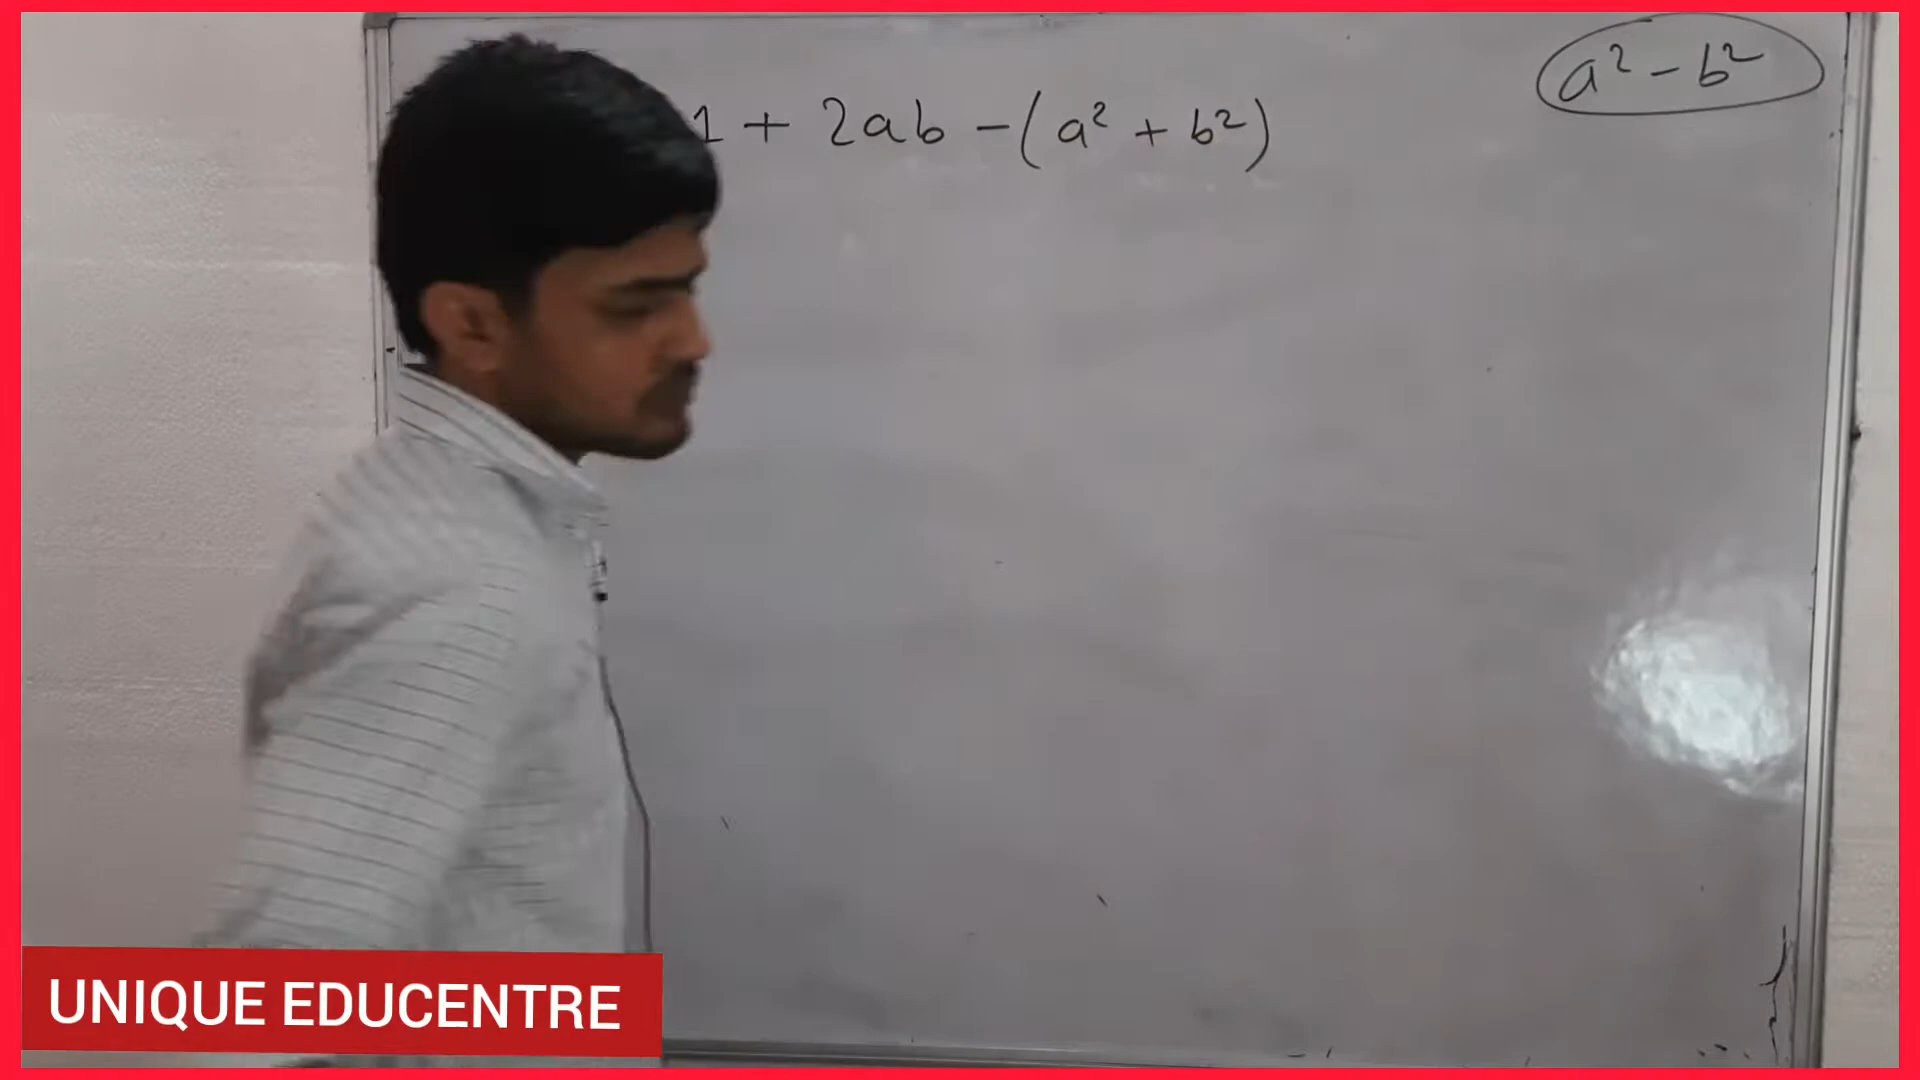 a² - b²
1 + 2ab - (a² + b²)
UNIQUE EDUCENTRE